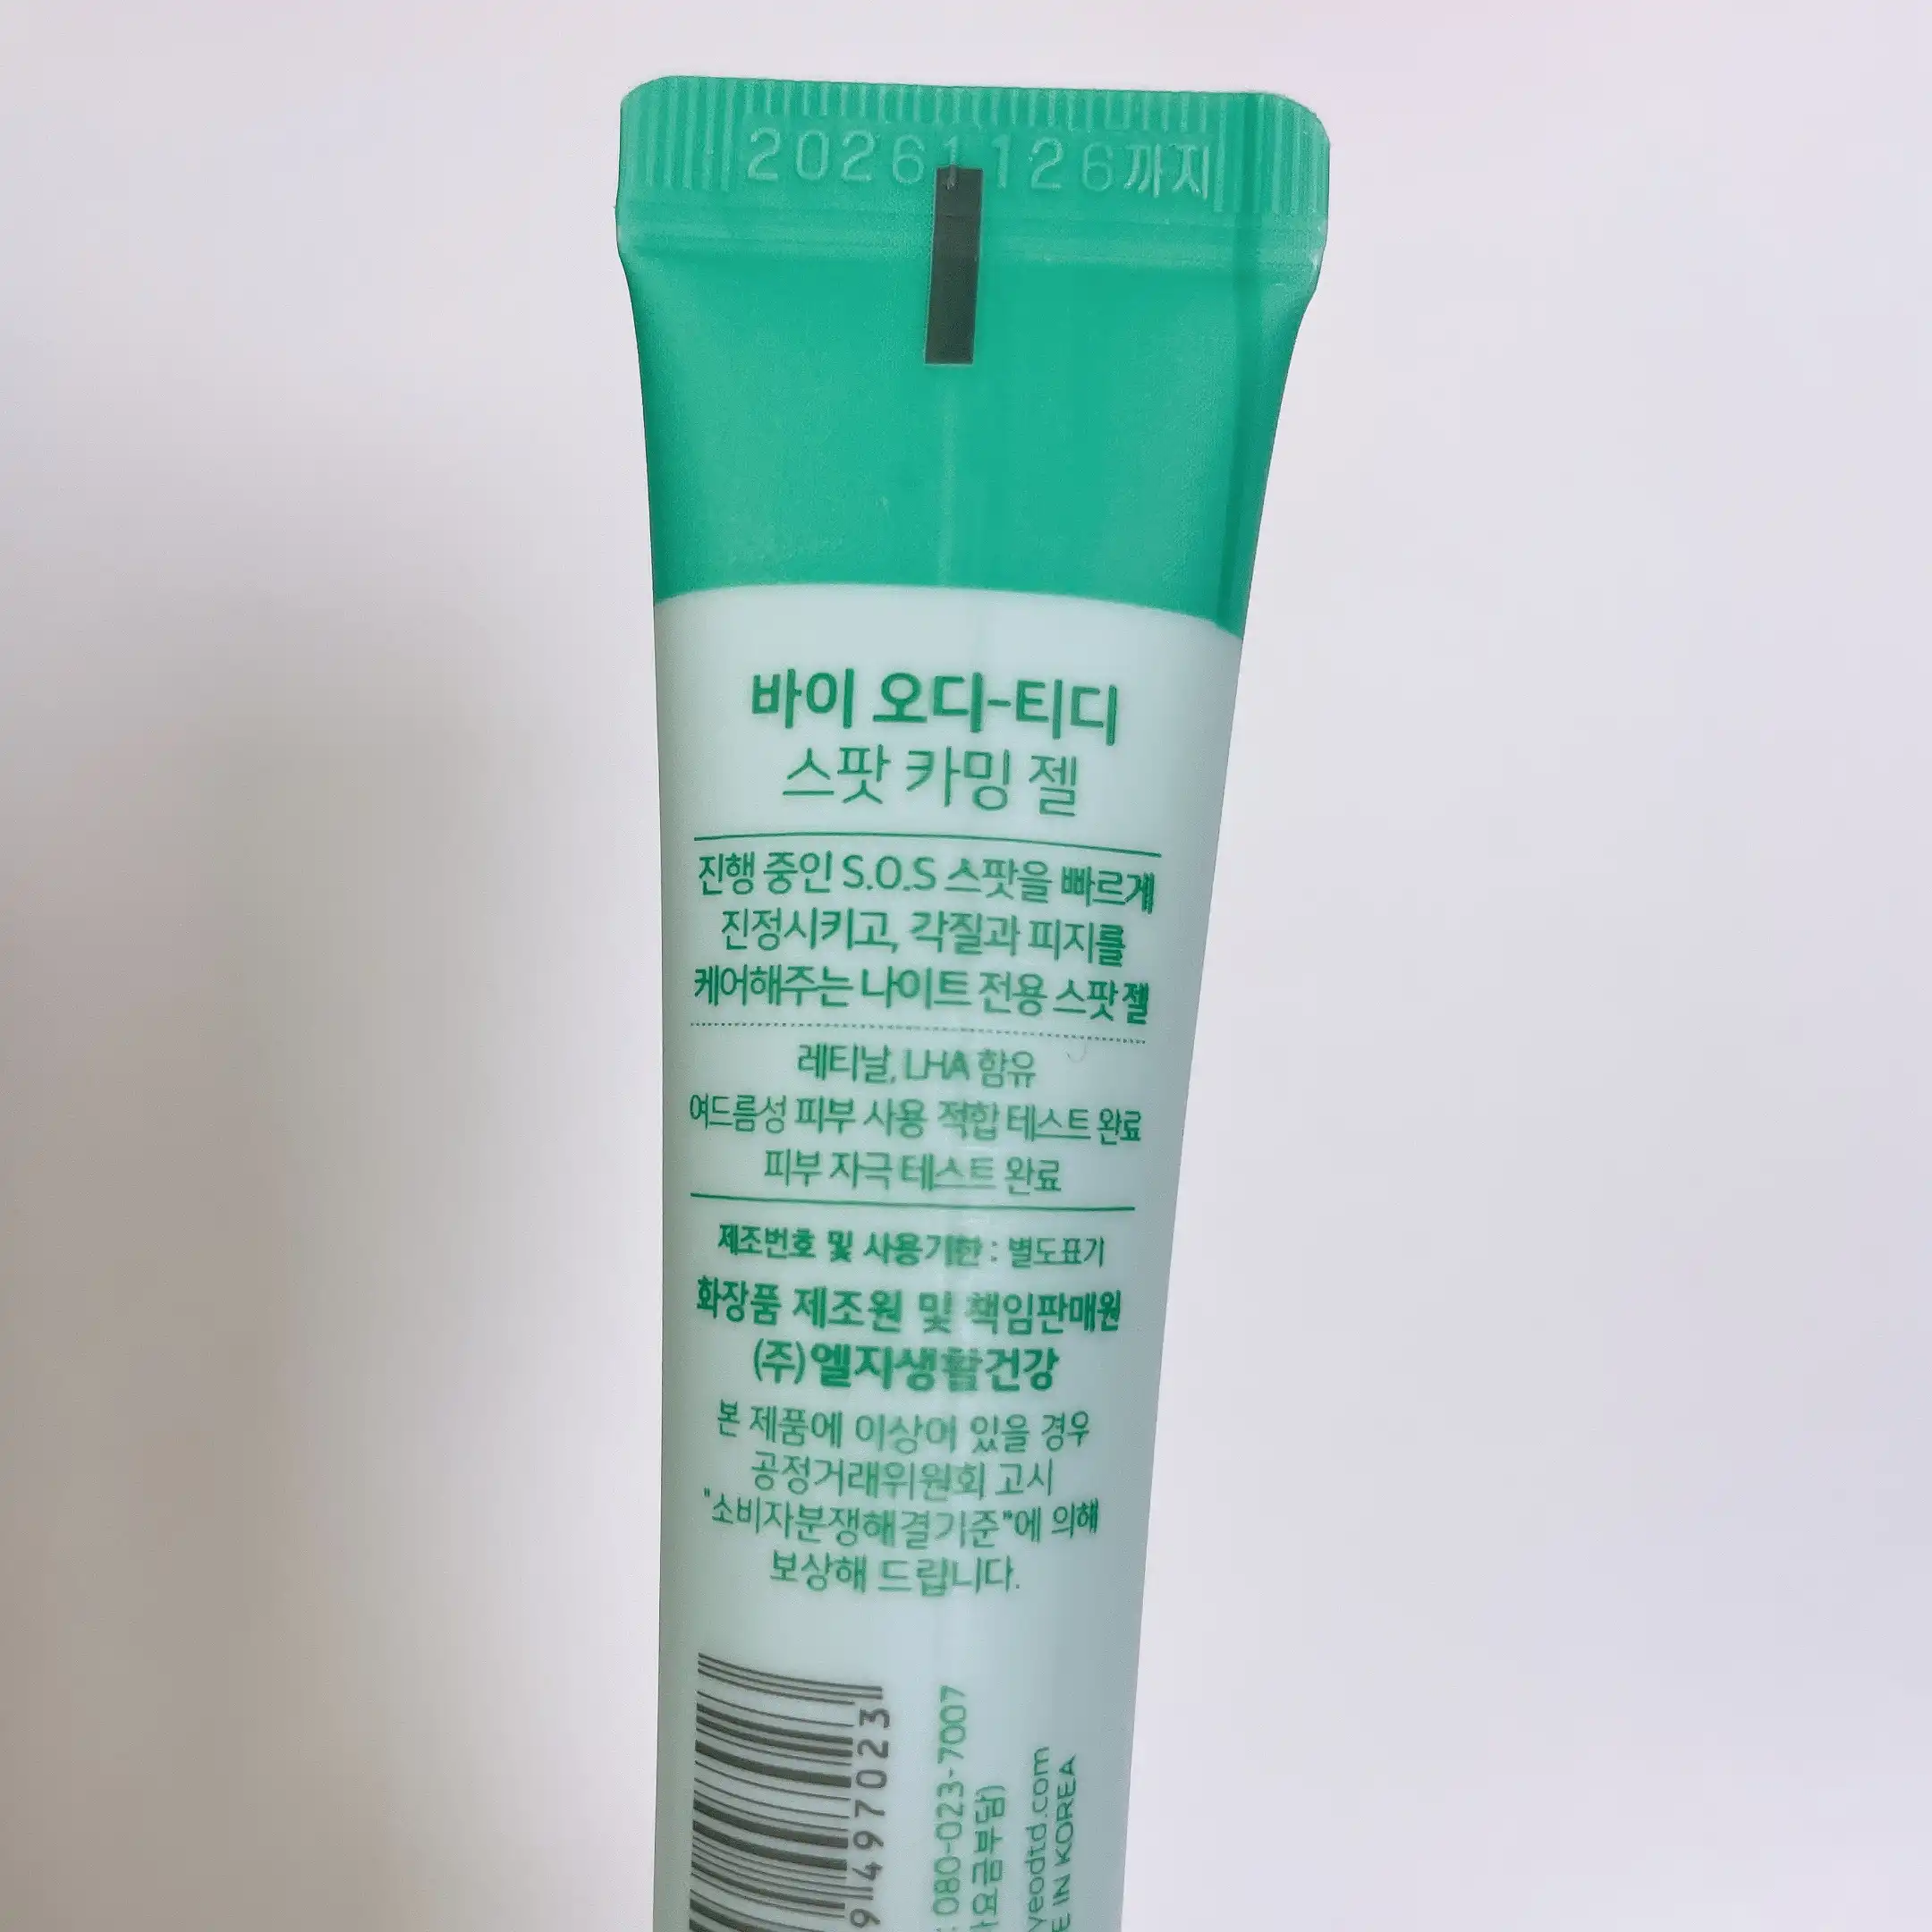 20261126까지
바이 오디-티디
스팟 카밍 젤
진행 중인 S.O.S 스팟을 빠르게
진정시키고, 각질과 피지를
케어해주는 나이트 전용 스팟 젤
레티날, LHA 함유
여드름성 피부 사용 적합 테스트 완료
피부 자극 테스트 완료
제조번호 및 사용기한 : 별도표기
화장품 제조원 및 책임판매원
(주)엘지생활건강
본 제품에 이상이 있을 경우
공정거래위원회 고시
"소비자분쟁해결기준"에 의해
보상해 드립니다.
9497023
: 080-023-7007
yeodtd.com
IN KOREA